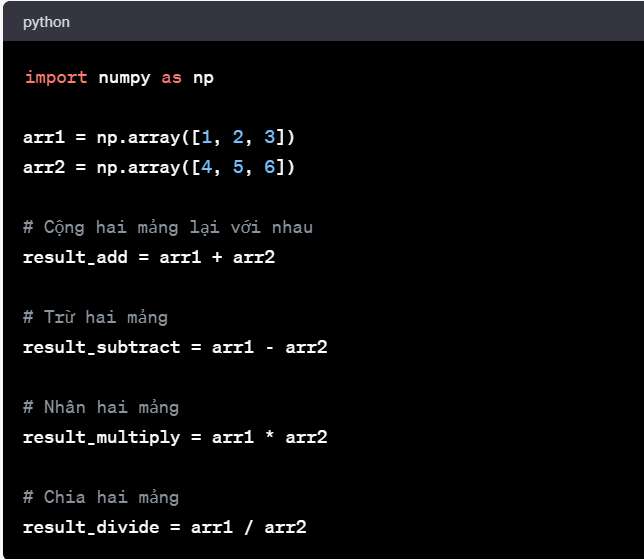 python
import numpy as np
arr1 = np.array([1, 2, 3])
arr2 = np.array([4, 5, 6])
# Cộng hai mảng lại với nhau
result_add = arr1 + arr2
# Trừ hai mảng
result_subtract = arr1 - arr2
# Nhân hai mảng
result_multiply = arr1 * arr2
# Chia hai mảng
result_divide = arr1 / arr2